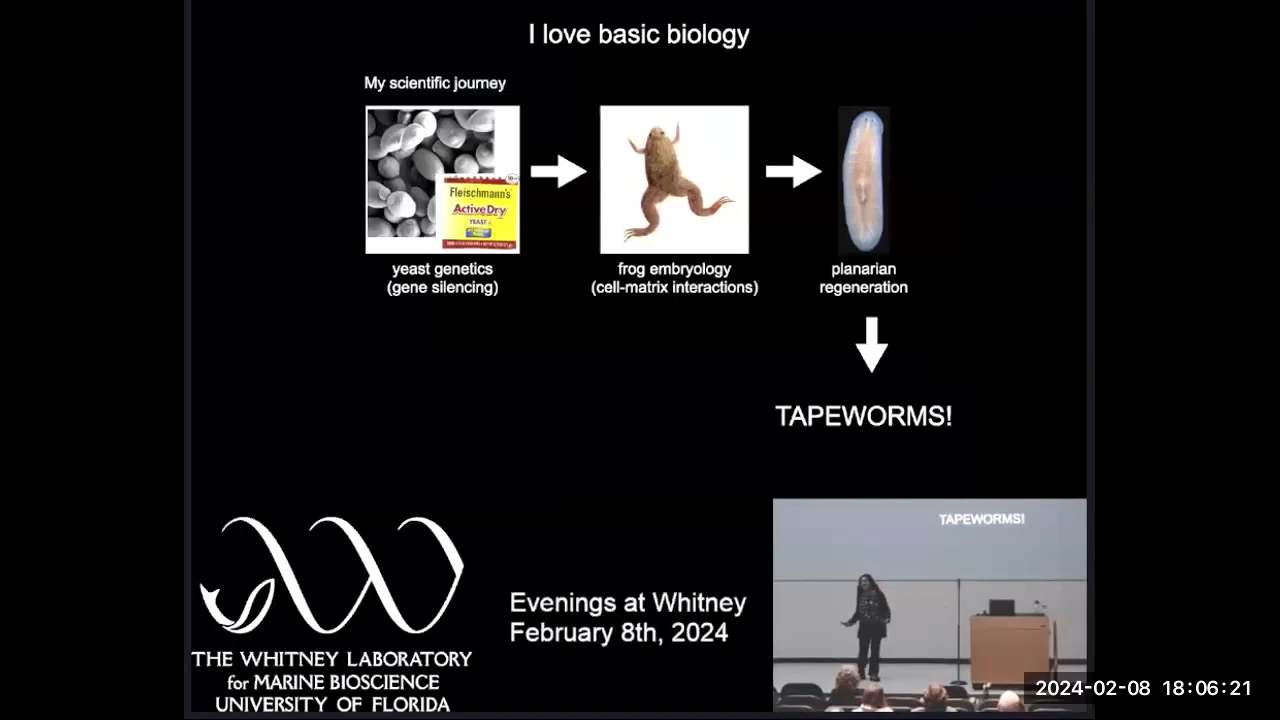 I love basic biology
My scientific journey
Fleischmann's
ActiveDry
YEAST
yeast genetics
(gene silencing)
frog embryology
(cell-matrix interactions)
planarian
regeneration
TAPEWORMS!
TAPEWORMS!
Evenings at Whitney
February 8th, 2024
THE WHITNEY LABORATORY
for MARINE BIOSCIENCE
UNIVERSITY OF FLORIDA
2024-02-08 18:06:21